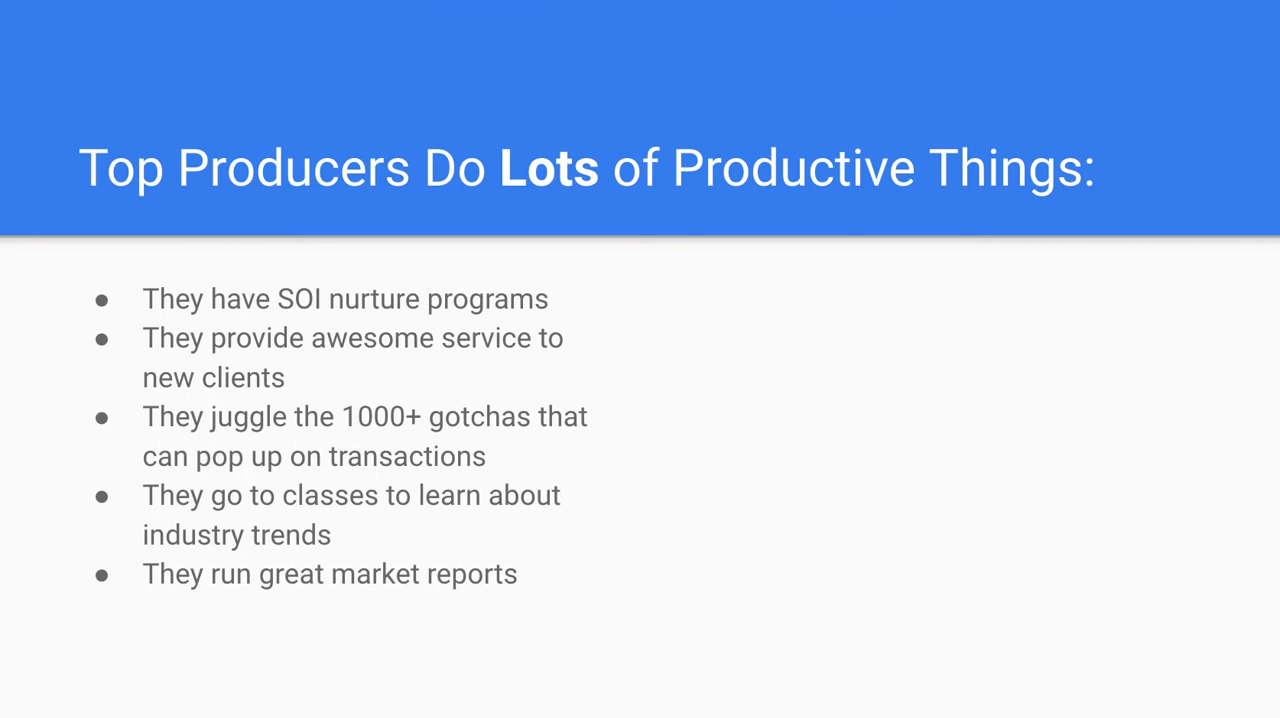 Top Producers Do Lots of Productive Things:
● They have SOI nurture programs
● They provide awesome service to
new clients
● They juggle the 1000+ gotchas that
can pop up on transactions
● They go to classes to learn about
industry trends
● They run great market reports